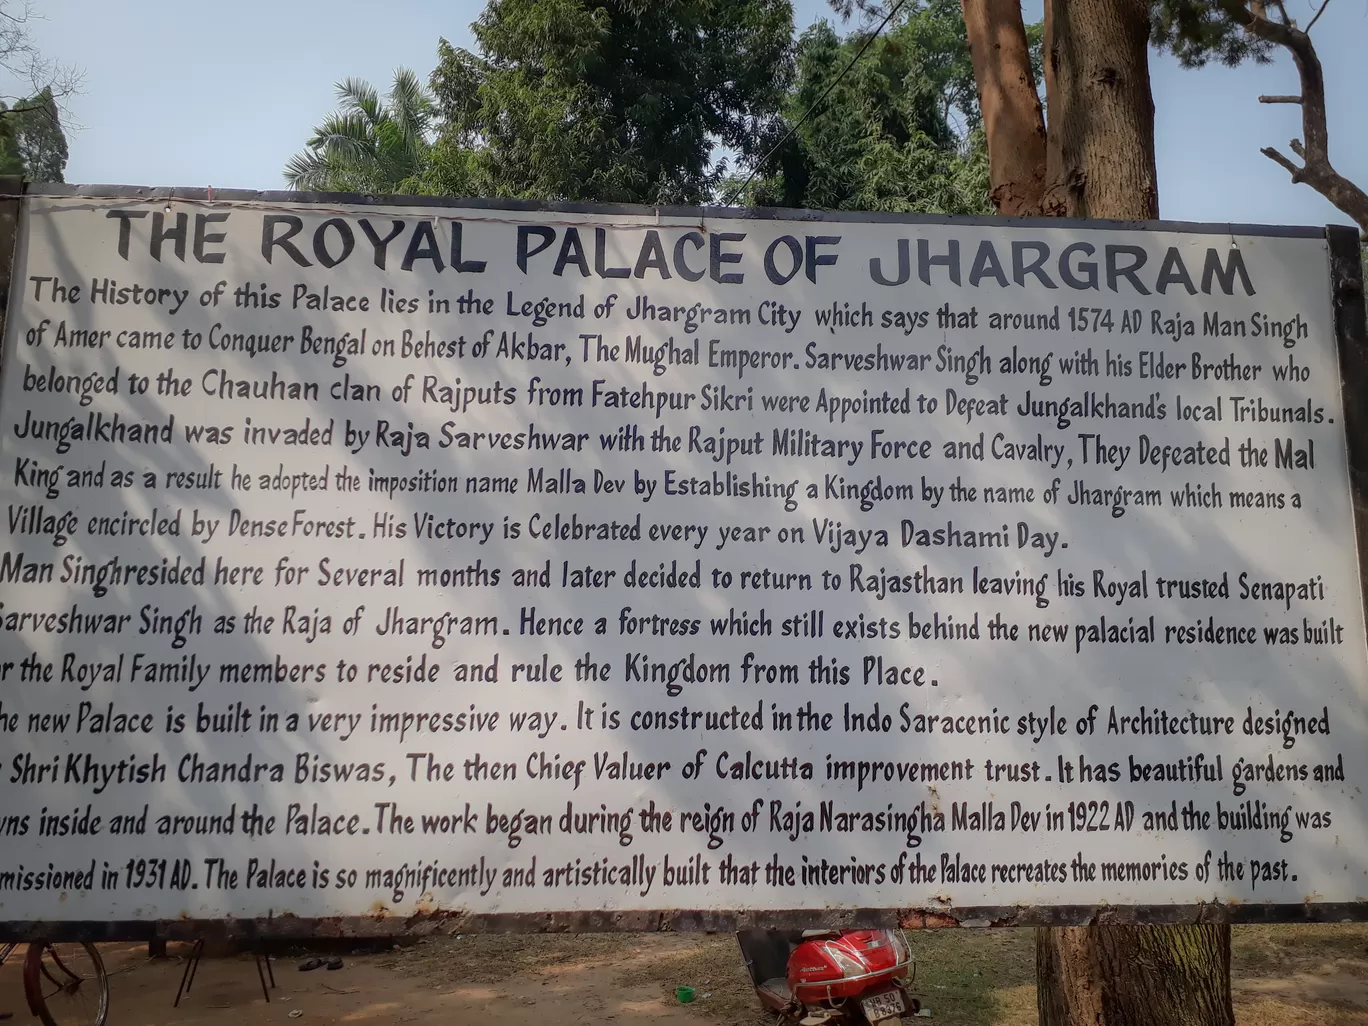 THE ROYAL PALACE OF JHARGRAM
The History of this Palace lies in the Legend of Jhargram City which says that around 1574 AD Raja Man Singh
of Amer came to Conquer Bengal on Behest of Akbar, The Mughal Emperor. Sarveshwar Singh along with his Elder Brother who
belonged to the Chauhan clan of Rajputs from Fatehpur Sikri were Appointed to Defeat Jungalkhand's local Tribunals.
Jungalkhand was invaded by Raja Sarveshwar with the Rajput Military Force and Cavalry, They Defeated the Mal
King and as a result he adopted the imposition name Malla Dev by Establishing a Kingdom by the name of Jhargram which means a
Village encircled by Dense Forest. His Victory is Celebrated every year on Vijaya Dashami Day.
Man Singh resided here for Several months and later decided to return to Rajasthan leaving his Royal trusted Senapati
Sarveshwar Singh as the Raja of Jhargram. Hence a fortress which still exists behind the new palacial residence was built
r the Royal Family members to reside and rule the Kingdom from this Place.
he new Palace is built in a very impressive way. It is constructed in the Indo Saracenic style of Architecture designed
Shri Khytish Chandra Biswas, The then Chief Valuer of Calcutta improvement trust. It has beautiful gardens and
wns inside and around the Palace. The work began during the reign of Raja Narasingha Malla Dev in 1922 AD and the building was
missioned in 1931 AD. The Palace is so magnificently and artistically built that the interiors of the Palace recreates the memories of the past.